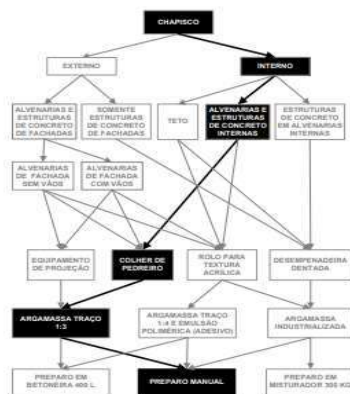 CHAPISCO
EXTERNO
INTERNO
ALVENARIAS E
ESTRUTURAS
DE CONCRETO
DE FACHADAS
SOMENTE
ESTRUTURAS
DE CONCRETO
DE FACHADAS
TETO
ALVENARIAS E
ESTRUTURAS
DE CONCRETO
INTERNAS
ESTRUTURAS
DE CONCRETO
EM ALVENARIAS
INTERNAS
ALVENARIAS
DE FACHADA
SEM VÃOS
ALVENARIAS
DE FACHADA
COM VÃOS
EQUIPAMENTO
DE PROJEÇÃO
COLHER DE
PEDREIRO
ROLO PARA
TEXTURA
ACRÍLICA
DESEMPENADEIRA
DENTADA
ARGAMASSA TRAÇO
1:3
ARGAMASSA TRAÇO
1:4 E EMULSÃO
POLIMÉRICA (ADESIVO)
ARGAMASSA
INDUSTRIALIZADA
PREPARO EM
BETONEIRA 400 L
PREPARO MANUAL
PREPARO EM
MISTURADOR 300 KG